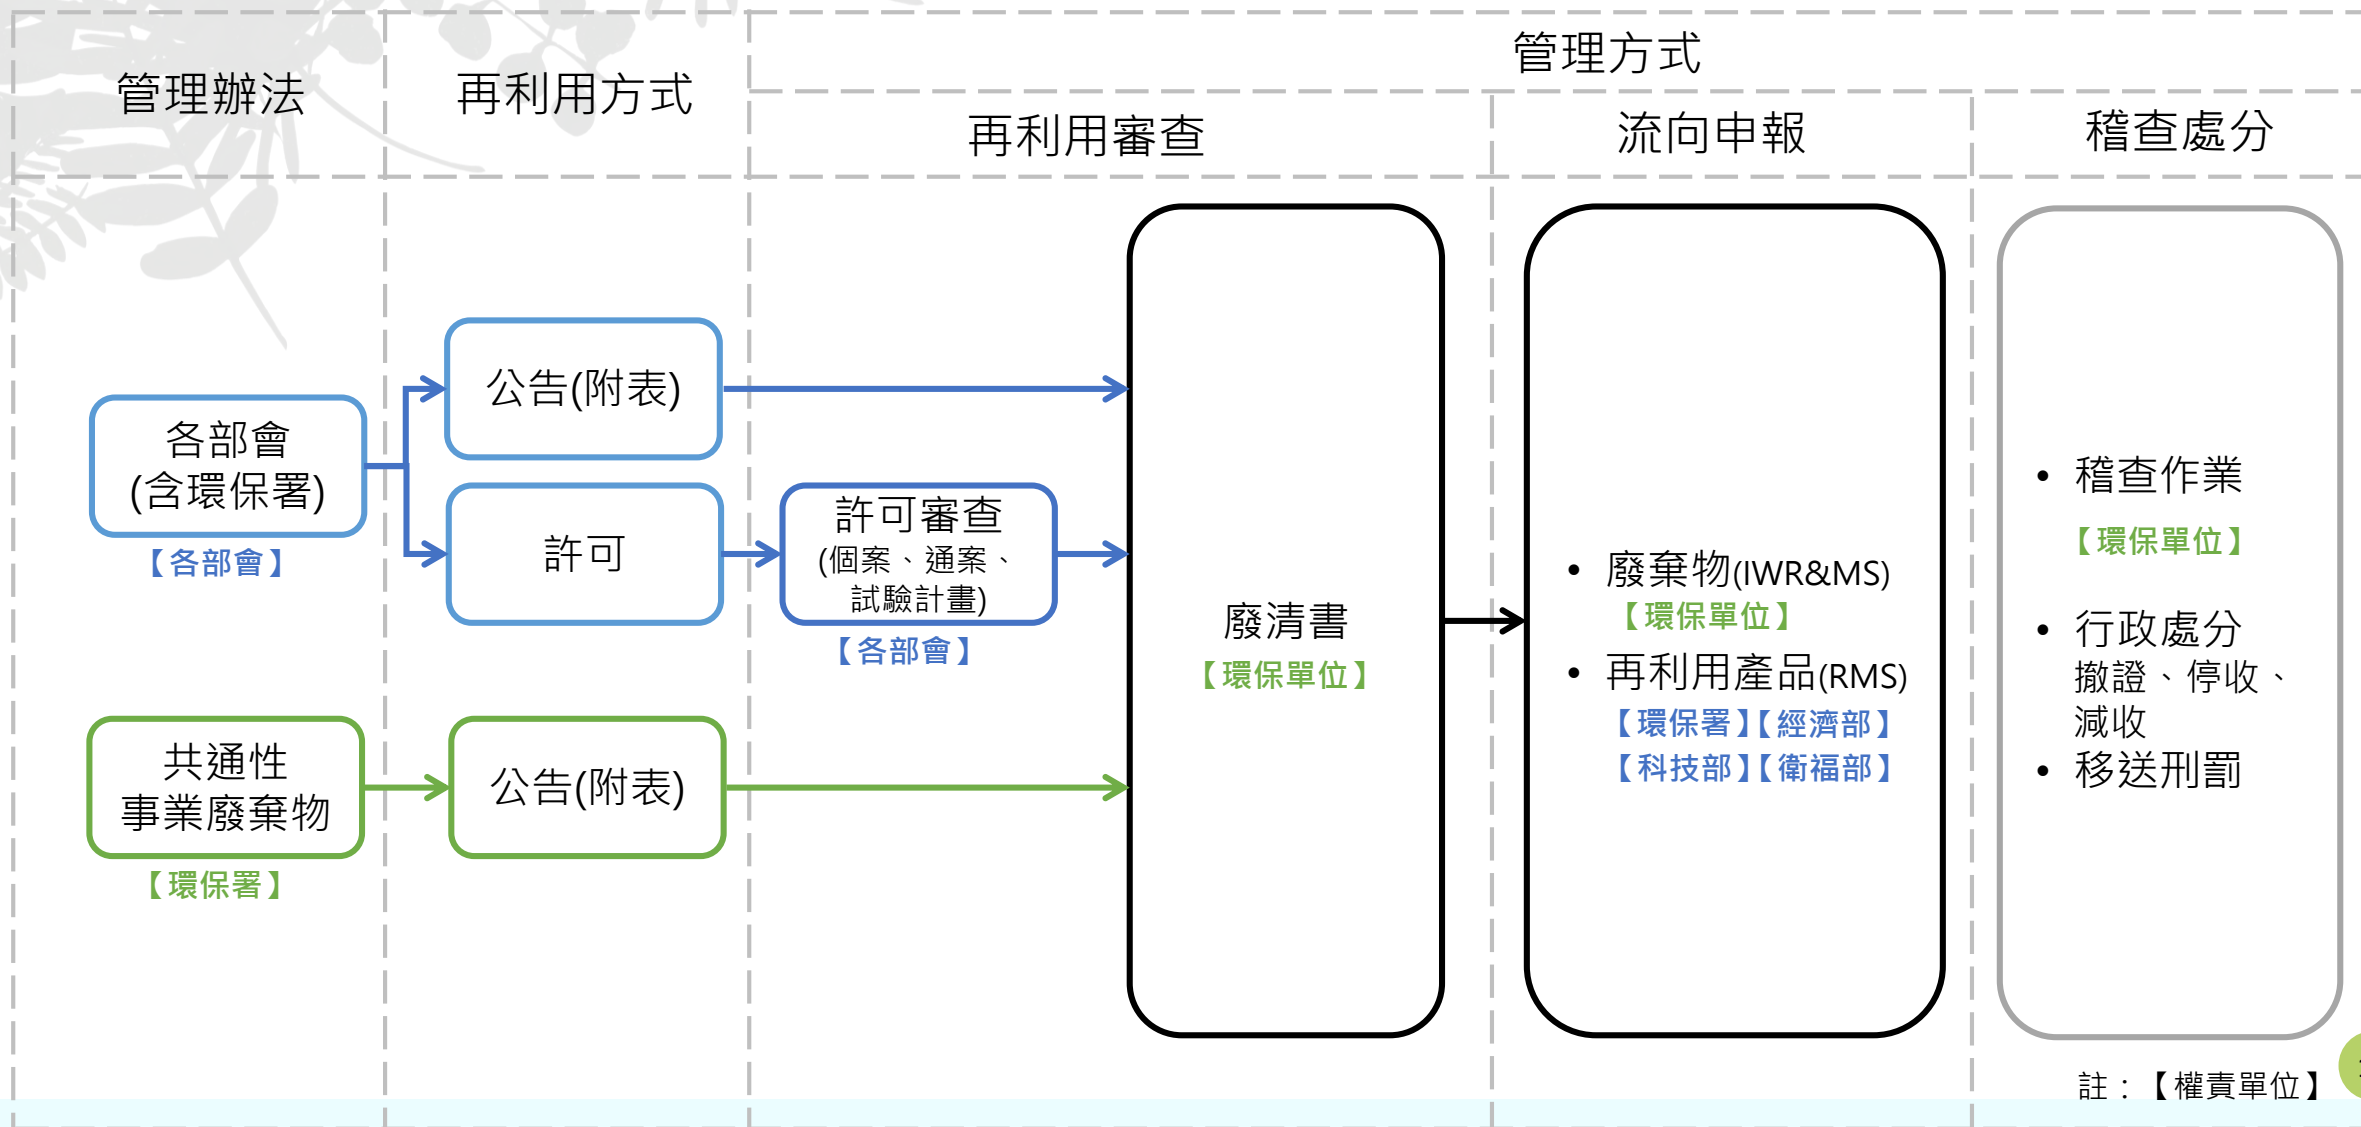 管理辦法
再利用方式
管理方式
再利用審查
流向申報
稽查處分
各部會
(含環保署)
【各部會】
公告(附表)
許可
許可審查
(個案、通案、
試驗計畫)
【各部會】
共通性
事業廢棄物
【環保署】
公告(附表)
廢清書
【環保單位】
• 廢棄物(IWR&MS)
【環保單位】
• 再利用產品(RMS)
【環保署】【經濟部】
【科技部】【衛福部】
• 稽查作業
【環保單位】
• 行政處分
撤證、停收、
減收
• 移送刑罰
註：【權責單位】